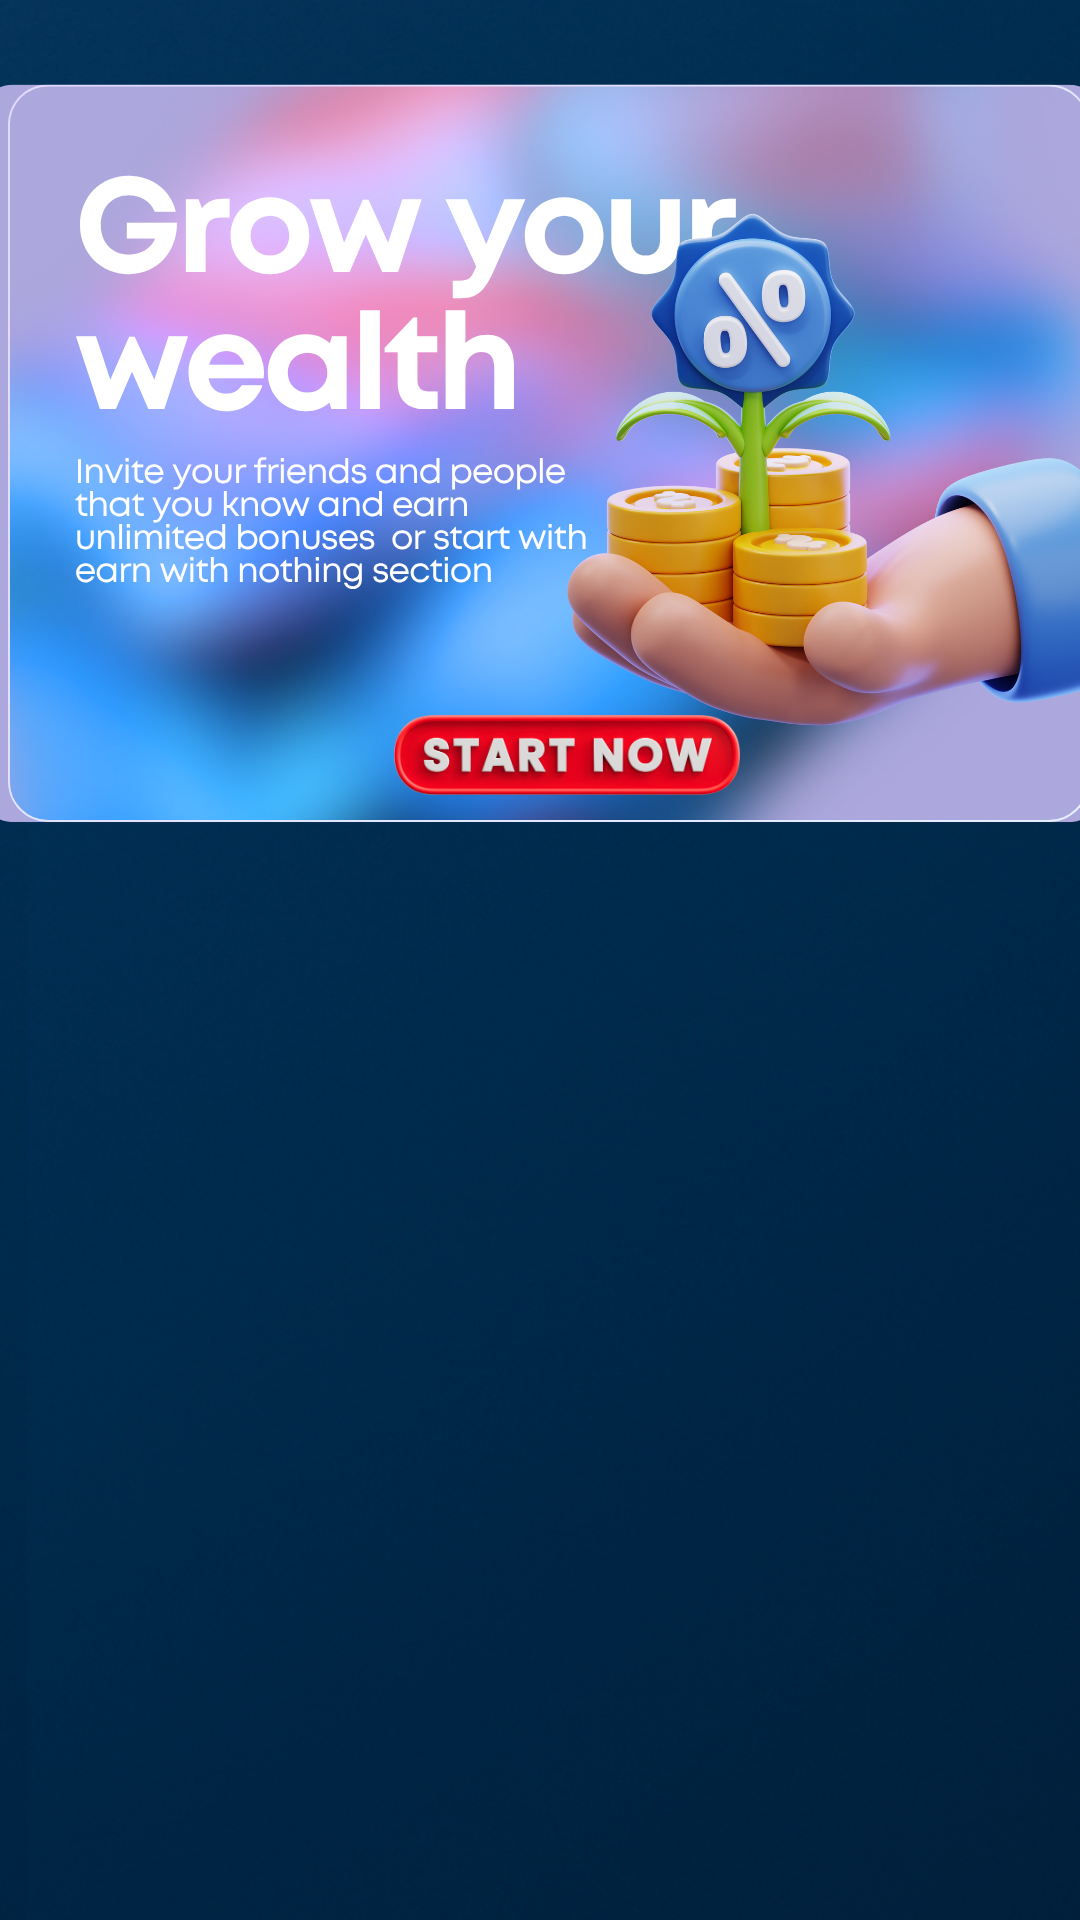 Grow your
wealth
%
Invite your friends and people
that you know and earn
unlimited bonuses  or start with
earn with nothing section
START NOW